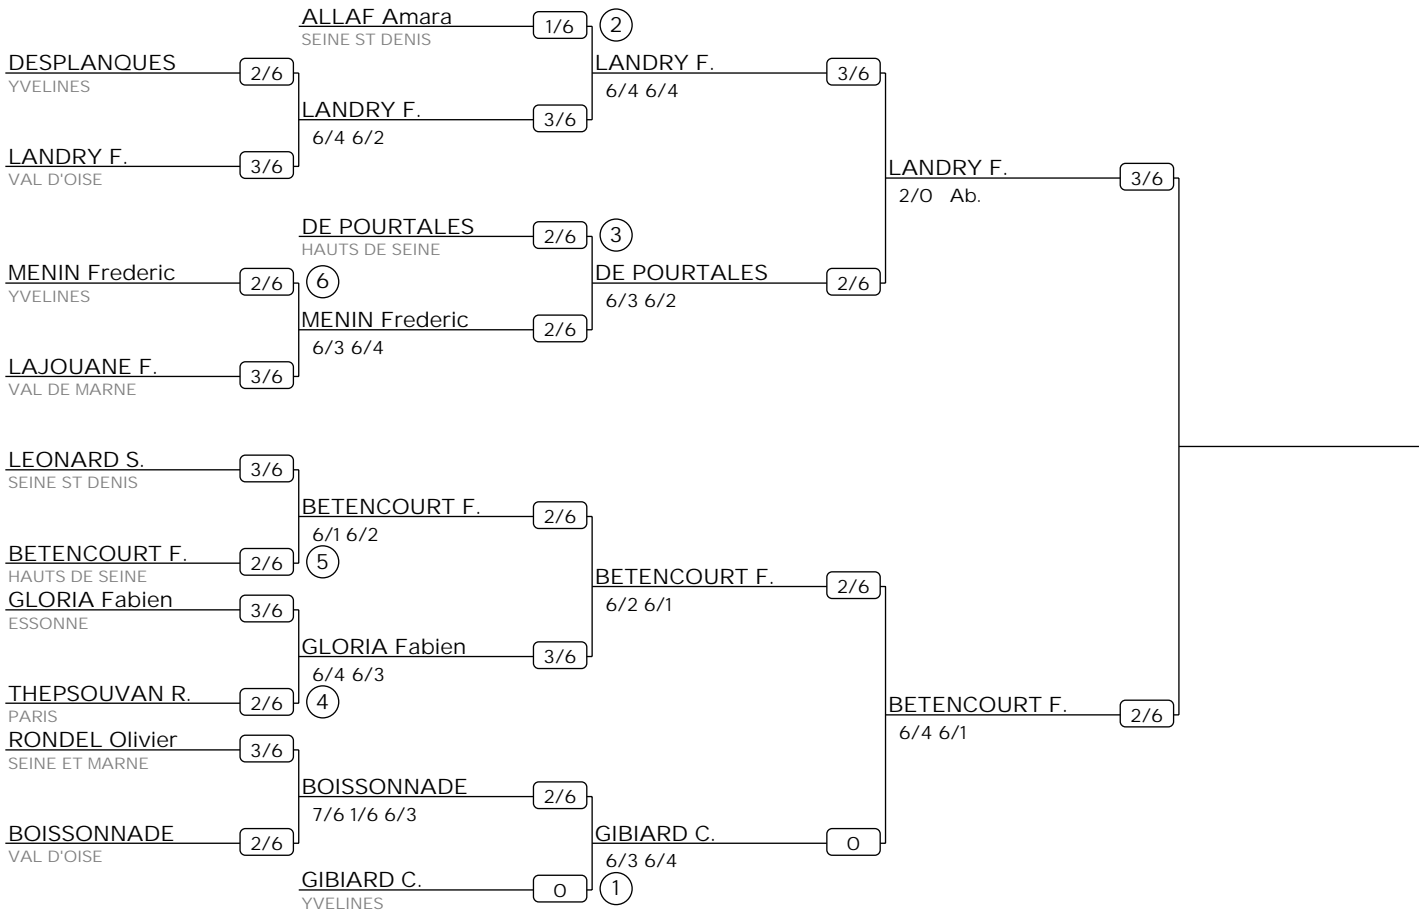 ALLAF Amara 1/6 2
SEINE ST DENIS
DESPLANQUES 2/6
YVELINES
LANDRY F. 3/6
6/4 6/4
LANDRY F. 3/6
6/4 6/2
LANDRY F. 3/6
VAL D'OISE
LANDRY F. 3/6
2/0 Ab.
DE POURTALES 2/6 3
HAUTS DE SEINE
MENIN Frederic 2/6 6
YVELINES
DE POURTALES 2/6
6/3 6/2
MENIN Frederic 2/6
6/3 6/4
LAJOUANE F. 3/6
VAL DE MARNE
LEONARD S. 3/6
SEINE ST DENIS
BETENCOURT F. 2/6
6/1 6/2
BETENCOURT F. 2/6 5
HAUTS DE SEINE
BETENCOURT F. 2/6
6/2 6/1
GLORIA Fabien 3/6
ESSONNE
GLORIA Fabien 3/6
6/4 6/3
THEPSOUVAN R. 2/6 4
PARIS
BETENCOURT F. 2/6
6/4 6/1
RONDEL Olivier 3/6
SEINE ET MARNE
BOISSONNADE 2/6
7/6 1/6 6/3
BOISSONNADE 2/6
VAL D'OISE
GIBIARD C. 0
6/3 6/4
GIBIARD C. 0 1
YVELINES